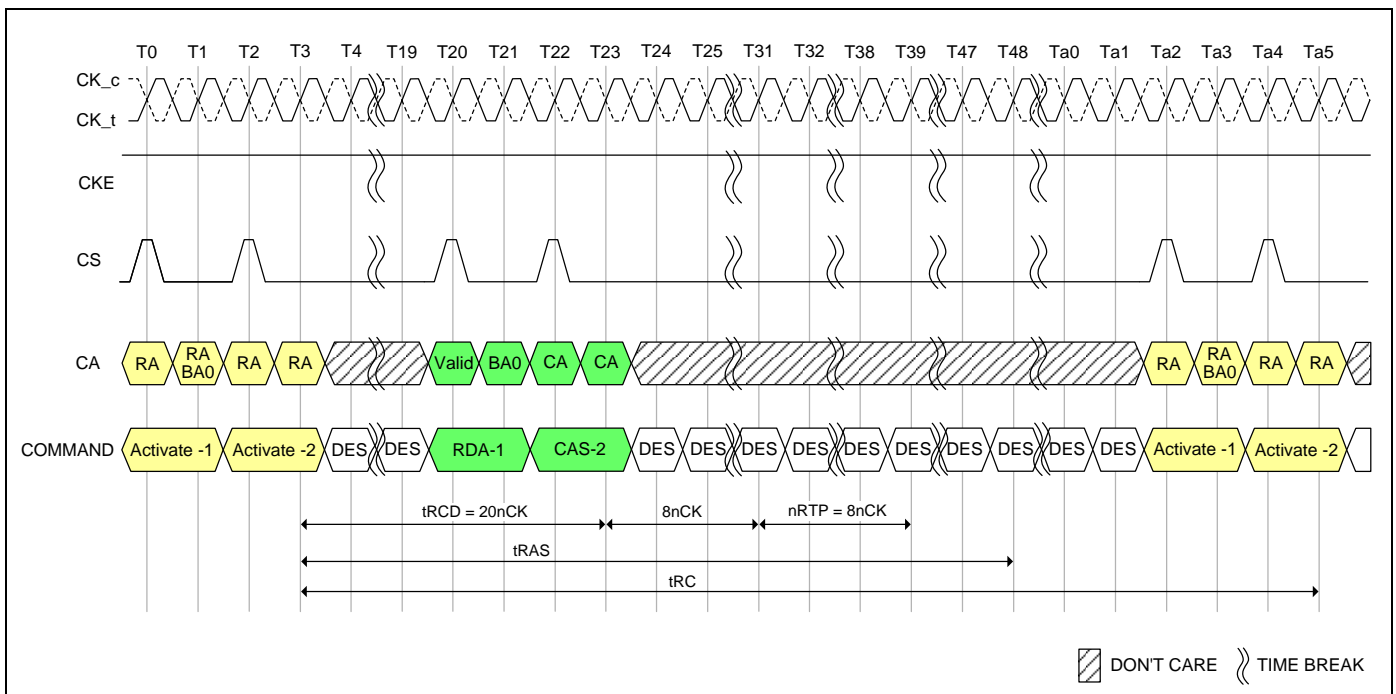 T0 T1 T2 T3 T4 T19 T20 T21 T22 T23 T24 T25 T31 T32 T38 T39 T47 T48 Ta0 Ta1 Ta2 Ta3 Ta4 Ta5
CK_c
CK_t
CKE
CS
CA RA RA BA0 RA RA Valid BA0 CA CA RA RA BA0 RA RA
COMMAND Activate -1 Activate -2 DES DES RDA-1 CAS-2 DES DES DES DES DES DES DES DES DES DES Activate -1 Activate -2
tRCD = 20nCK 8nCK nRTP = 8nCK
tRAS
tRC
DON'T CARE TIME BREAK